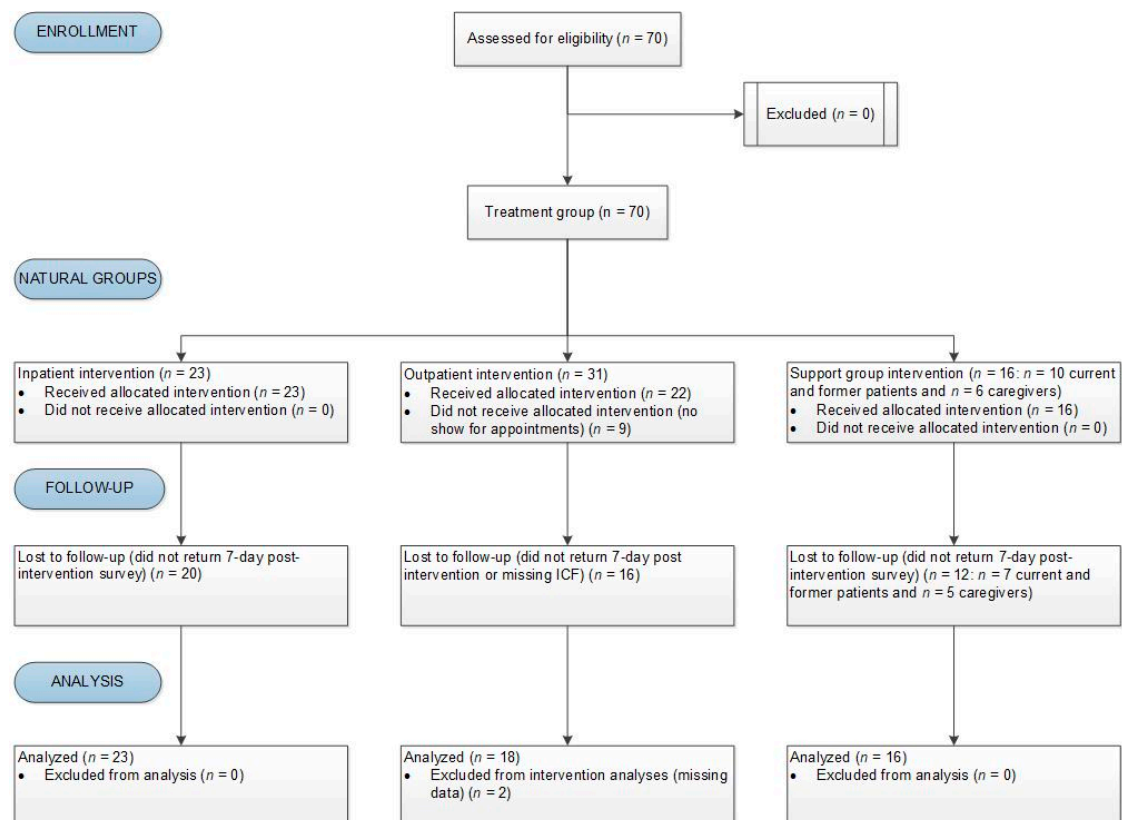 ENROLLMENT
Assessed for eligibility (n = 70)
Excluded (n = 0)
Treatment group (n = 70)
NATURAL GROUPS
Inpatient intervention (n = 23)
• Received allocated intervention (n = 23)
• Did not receive allocated intervention (n = 0)
Outpatient intervention (n = 31)
• Received allocated intervention (n = 22)
• Did not receive allocated intervention (no
show for appointments) (n = 9)
Support group intervention (n = 16: n = 10 current
and former patients and n = 6 caregivers)
• Received allocated intervention (n = 16)
• Did not receive allocated intervention (n = 0)
FOLLOW-UP
Lost to follow-up (did not return 7-day post-
intervention survey) (n = 20)
Lost to follow-up (did not return 7-day post
intervention or missing ICF) (n = 16)
Lost to follow-up (did not return 7-day post-
intervention survey) (n = 12: n = 7 current and
former patients and n = 5 caregivers)
ANALYSIS
Analyzed (n = 23)
• Excluded from analysis (n = 0)
Analyzed (n = 18)
• Excluded from intervention analyses (missing
data) (n = 2)
Analyzed (n = 16)
• Excluded from analysis (n = 0)